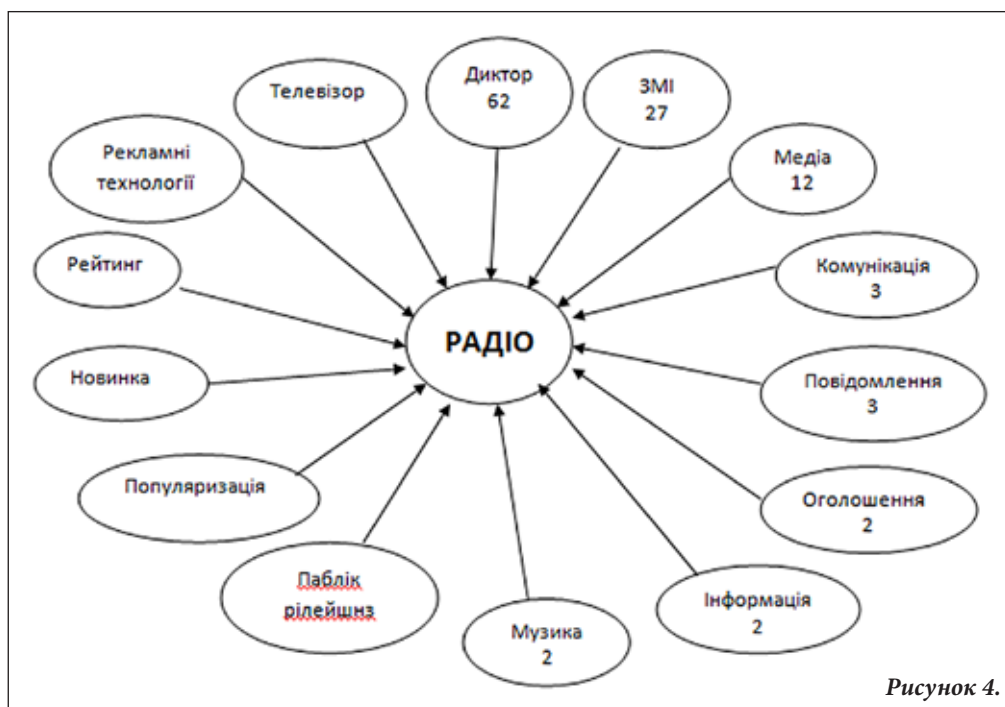 Телевізор
Диктор
62
ЗМІ
27
Рекламні
технології
Медіа
12
Рейтинг
Комунікація
3
РАДІО
Новинка
Повідомлення
3
Популяризація
Оголошення
2
Паблік
рілейшнз
Інформація
2
Музика
2
Рисунок 4.